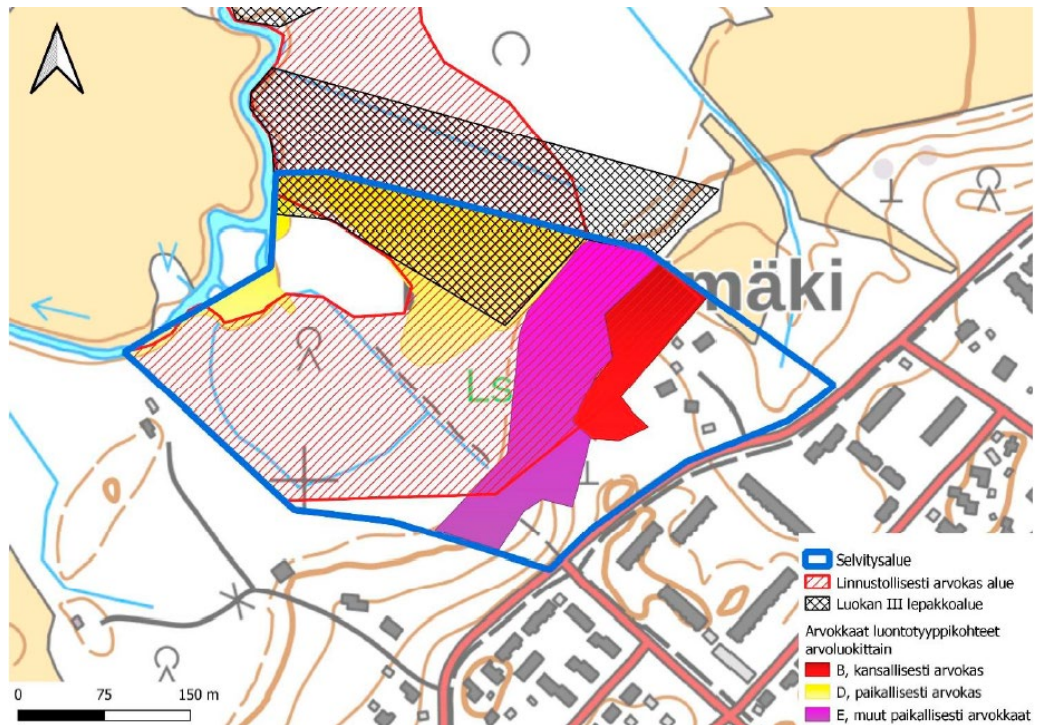 mäki
Ls
Selvitysalue
Linnustollisesti arvokas alue
Luokan III lepakkoalue
Arvokkaat luontotyyppikohteet
arvoluokittain
B, kansallisesti arvokas
D, paikallisesti arvokas
E, muut paikallisesti arvokkaat
0 75 150 m